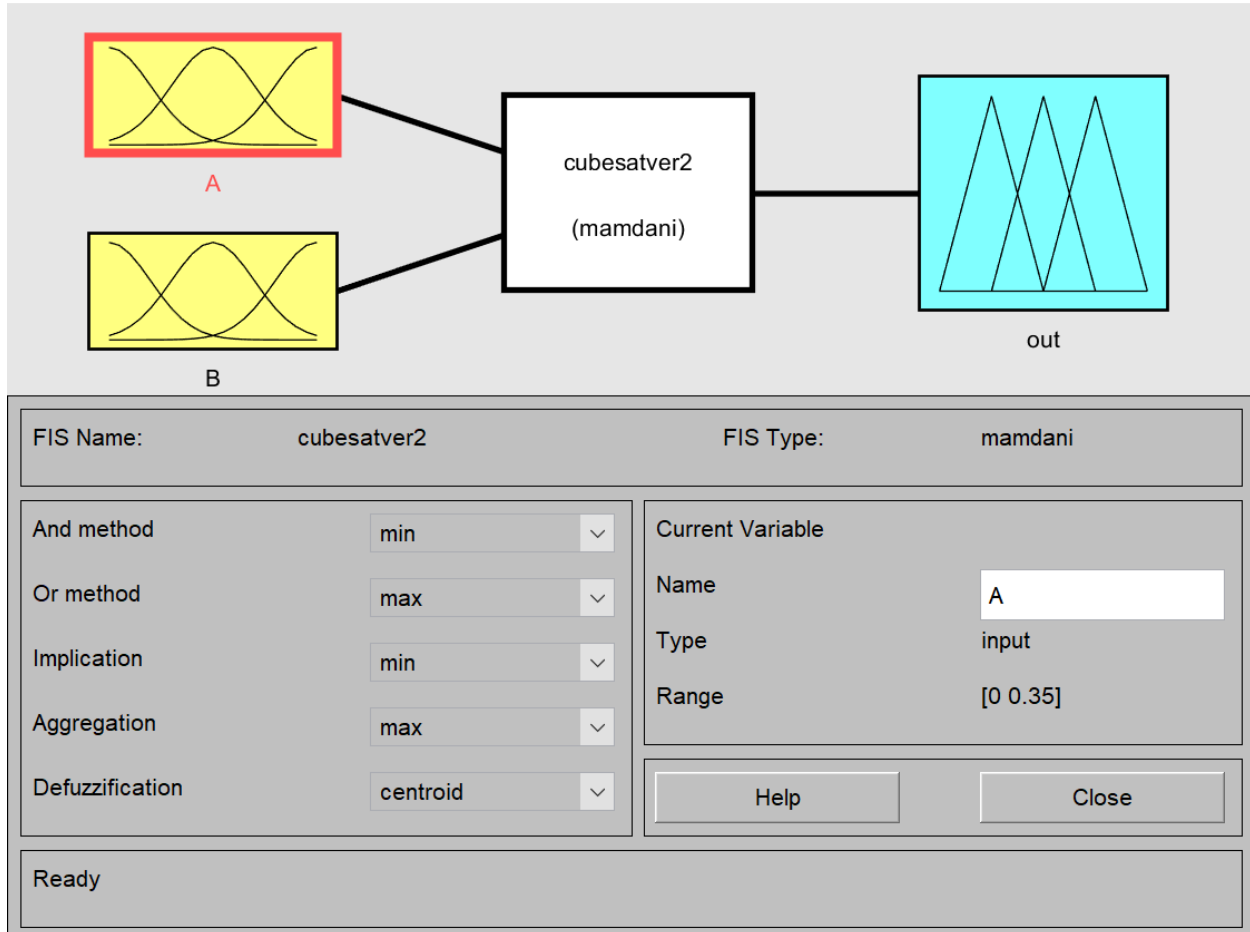 A
cubesatver2
(mamdani)
out
B
FIS Name: cubesatver2 FIS Type: mamdani
And method min
Or method max
Implication min
Aggregation max
Defuzzification centroid
Current Variable
Name A
Type input
Range [0 0.35]
Help Close
Ready